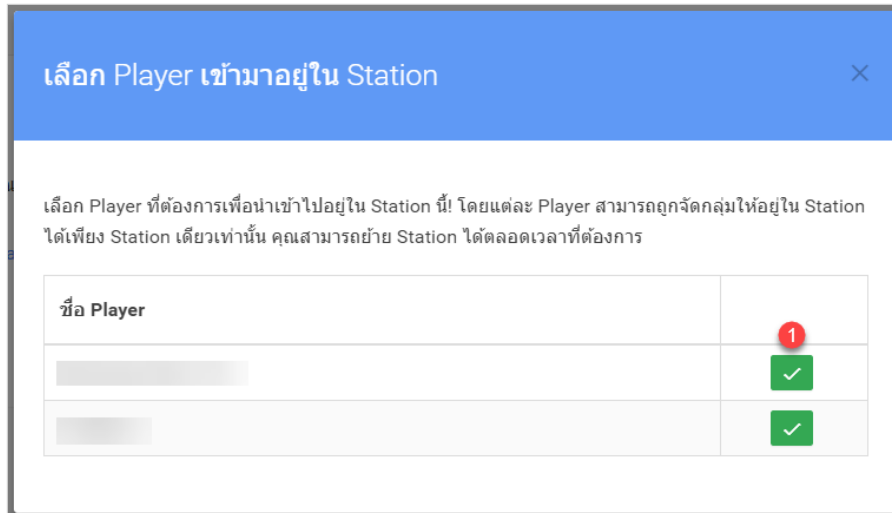 เลือก Player เข้ามาอยู่ใน Station
เลือก Player ที่ต้องการเพื่อนำเข้าไปอยู่ใน Station นี้! โดยแต่ละ Player สามารถถูกจัดกลุ่มให้อยู่ใน Station
ได้เพียง Station เดียวเท่านั้น คุณสามารถย้าย Station ได้ตลอดเวลาที่ต้องการ
ชื่อ Player
1